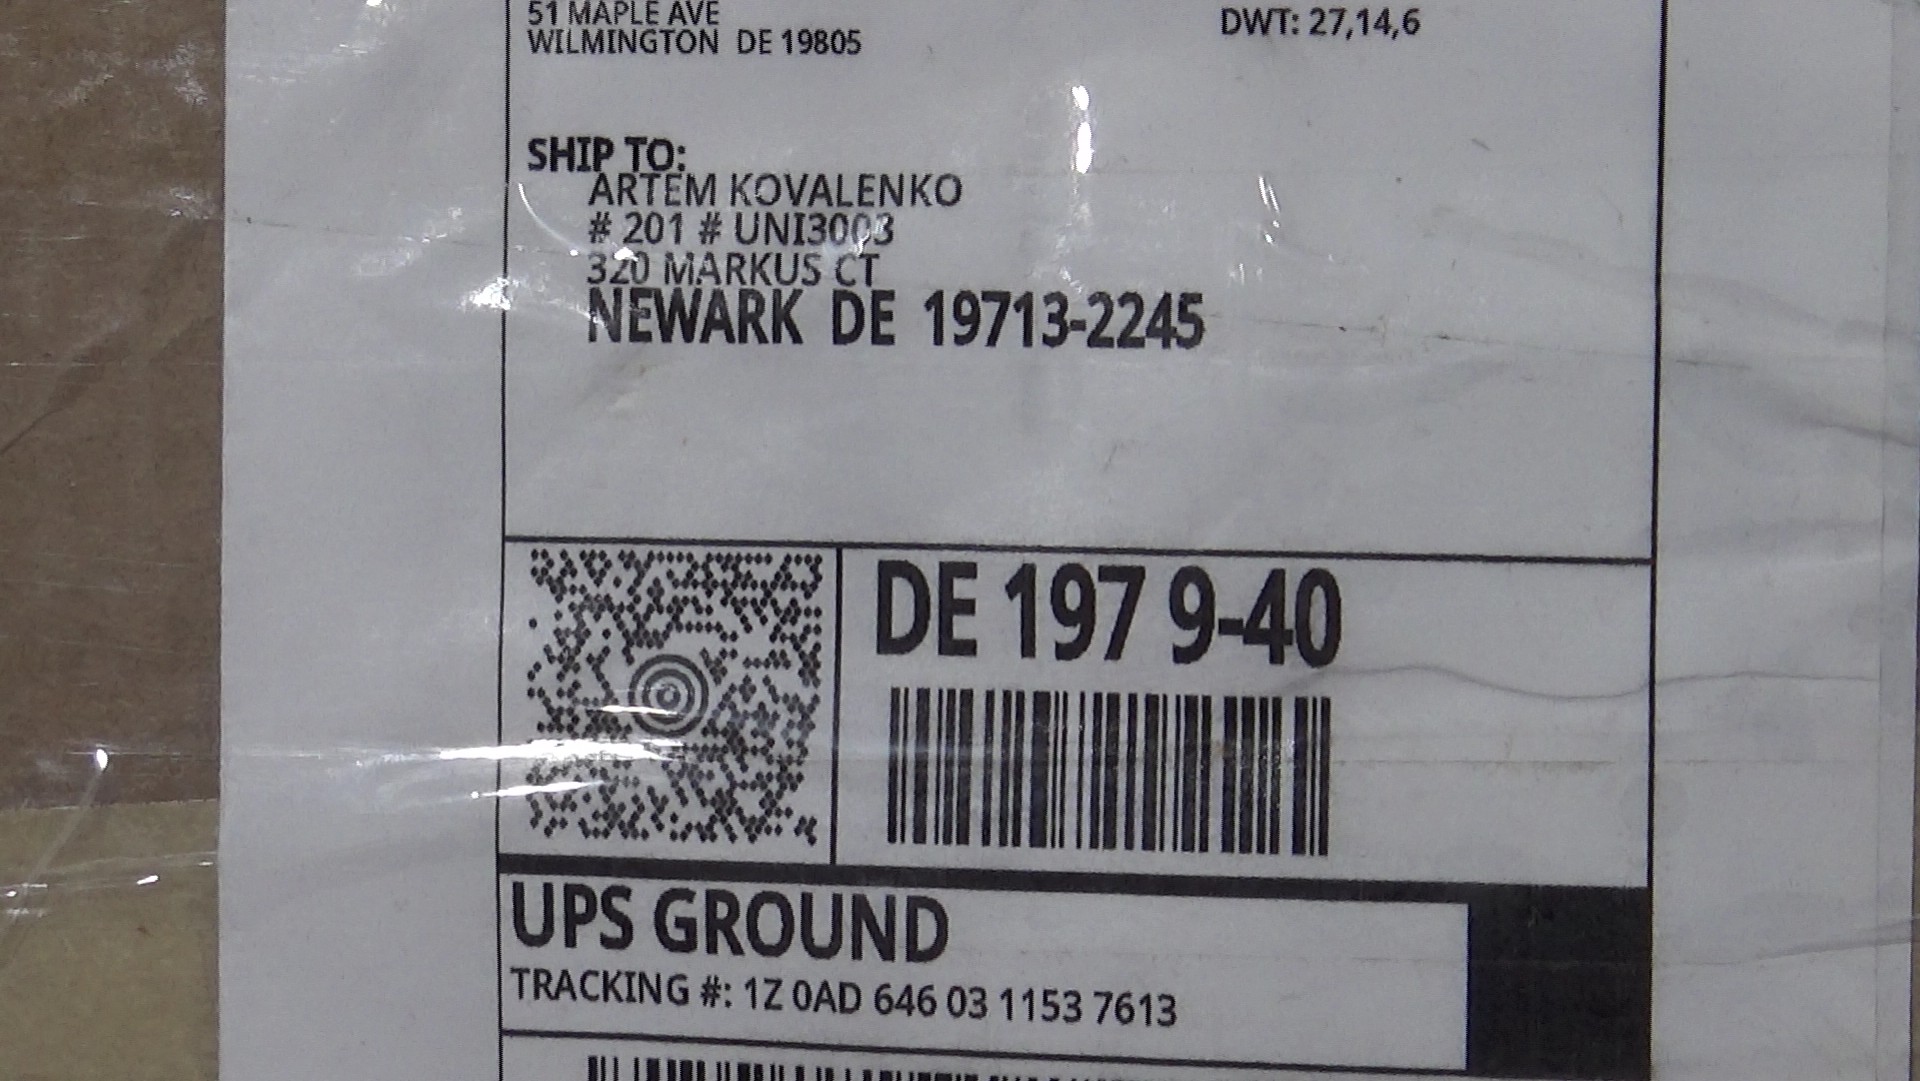 51 MAPLE AVE
WILMINGTON DE 19805
DWT: 27,14,6
SHIP TO:
ARTEM KOVALENKO
# 201 # UNI3003
320 MARKUS CT
NEWARK DE 19713-2245
DE 197 9-40
UPS GROUND
TRACKING #: 1Z 0AD 646 03 1153 7613